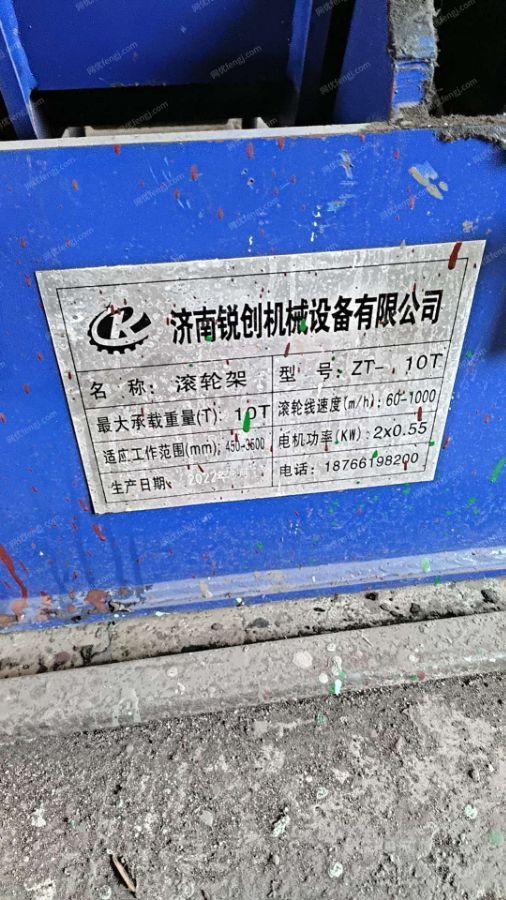 济南锐创机械设备有限公司
名 称: 滚轮架 型 号: ZT- 10T
最大承载重量(T): 10T 滚轮线速度(m/h): 60-1000
适应工作范围(mm): 450-3600 电机功率(KW): 2x0.55
生产日期: 2022 电话: 18766198200